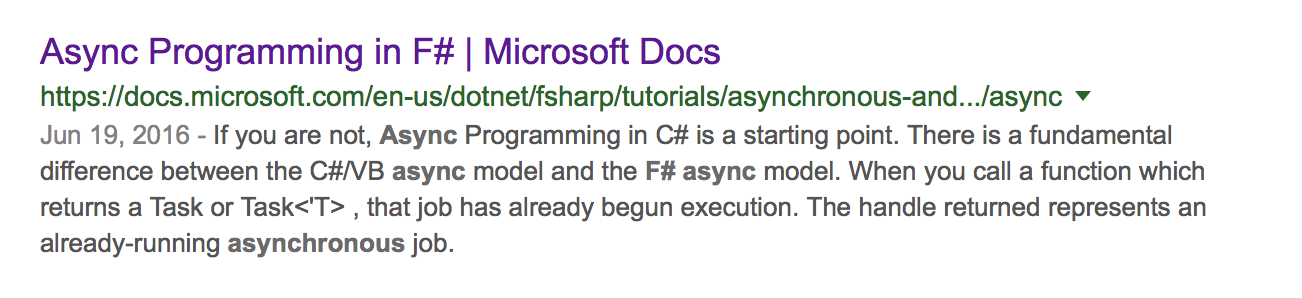 Async Programming in F# | Microsoft Docs
https://docs.microsoft.com/en-us/dotnet/fsharp/tutorials/asynchronous-and.../async
Jun 19, 2016 - If you are not, Async Programming in C# is a starting point. There is a fundamental
difference between the C#/VB async model and the F# async model. When you call a function which
returns a Task or Task<'T> , that job has already begun execution. The handle returned represents an
already-running asynchronous job.